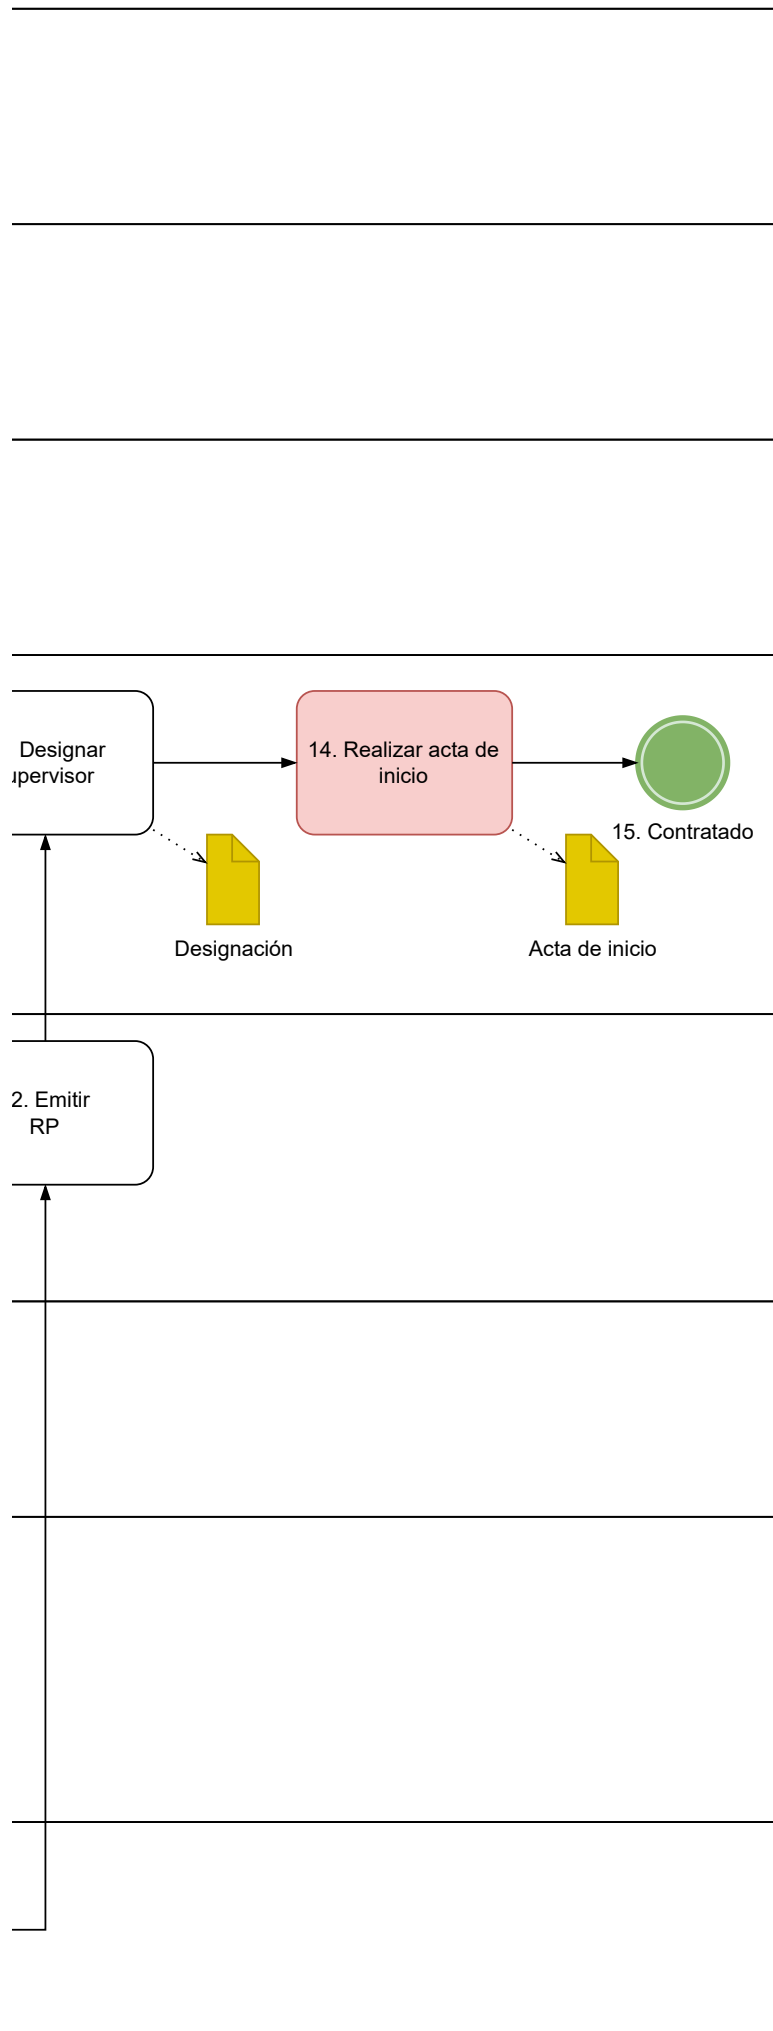 Designar
upervisor
14. Realizar acta de
inicio
15. Contratado
Designación
Acta de inicio
2. Emitir
RP